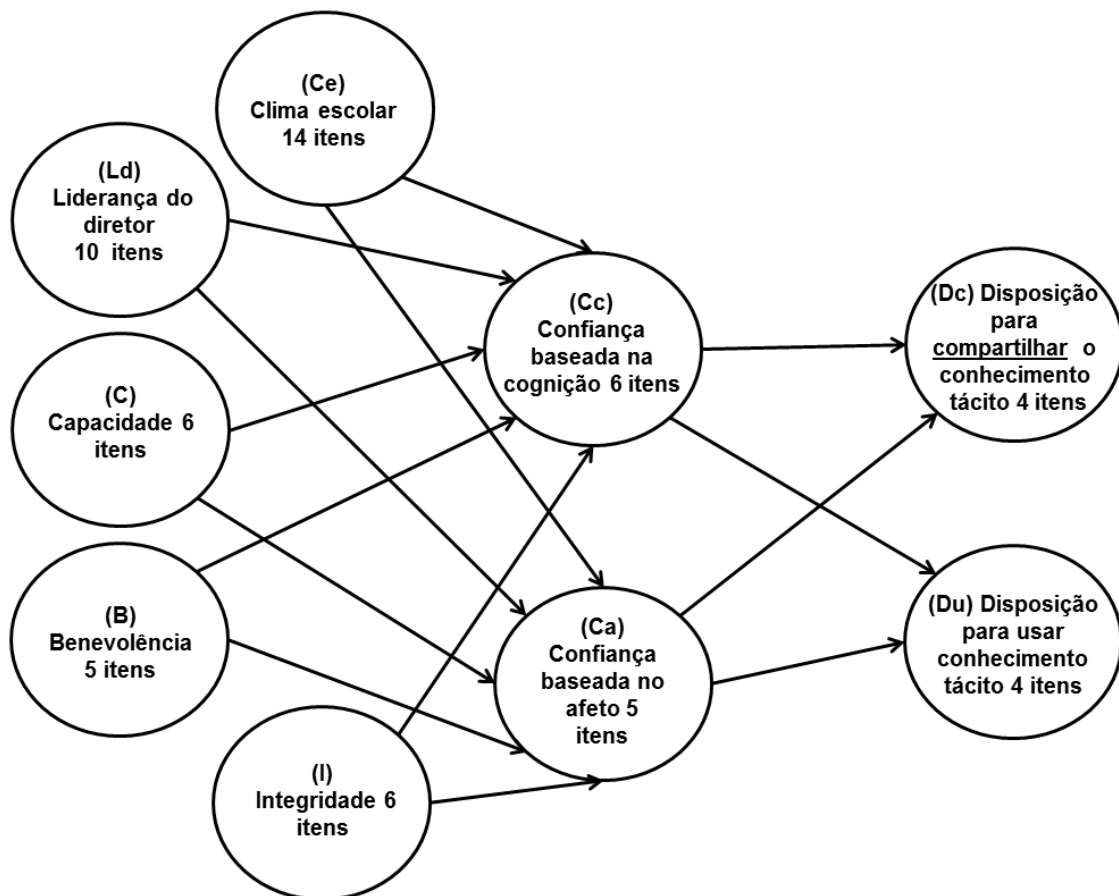 (Ce)
Clima escolar
14 itens
(Ld)
Liderança do
diretor
10 itens
(C)
Capacidade 6
itens
(B)
Benevolência
5 itens
(I)
Integridade 6
itens
(Cc)
Confiança
baseada na
cognição 6 itens
(Ca)
Confiança
baseada no
afeto 5
itens
(Dc) Disposição
para
compartilhar o
conhecimento
tácito 4 itens
(Du) Disposição
para usar
conhecimento
tácito 4 itens